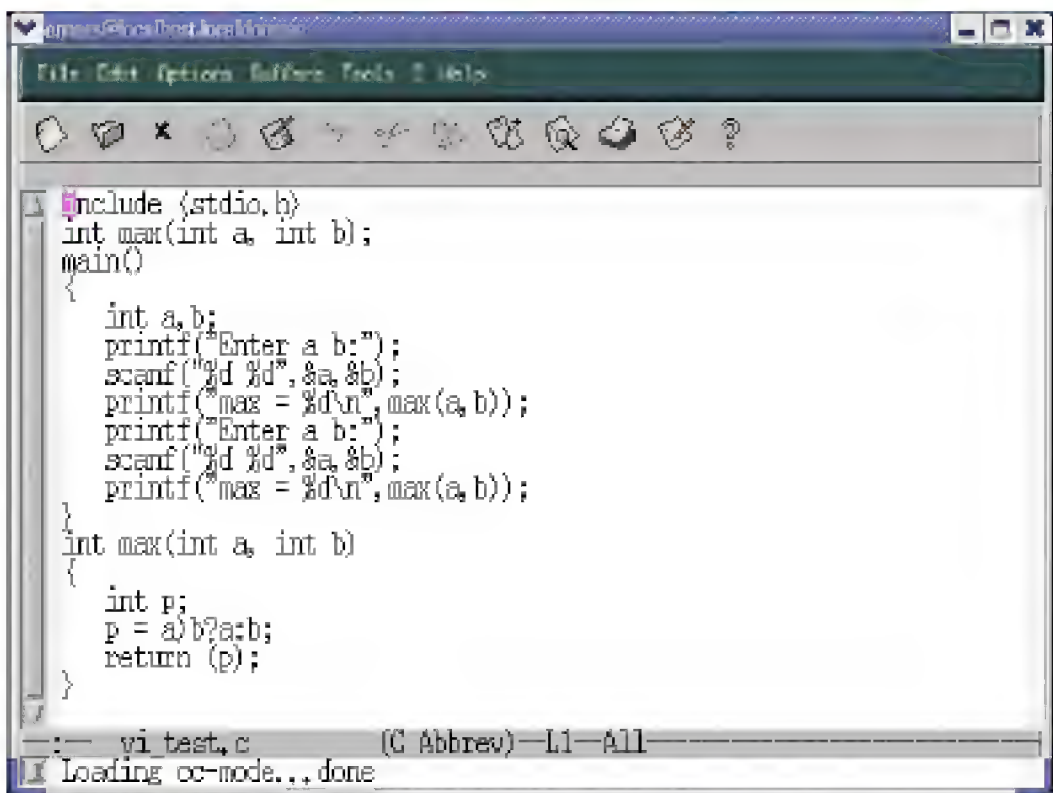 File Edit Options Buffers Tools C Help
include <stdio.h>
int max(int a, int b);
main()
{
int a,b;
printf("Enter a b:");
scanf("%d %d",&a,&b);
printf("max = %d\n",max(a,b));
printf("Enter a b:");
scanf("%d %d",&a,&b);
printf("max = %d\n",max(a,b));
}
int max(int a, int b)
{
int p;
p = a>b?a:b;
return (p);
}
-:-- vi_test.c (C Abbrev)--L1--All
Loading cc-mode...done